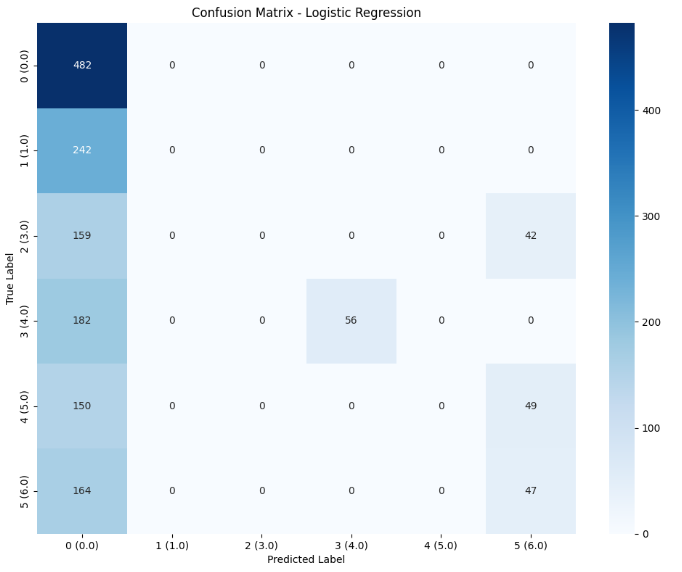 Confusion Matrix - Logistic Regression
True Label
0 (0.0) 482 0 0 0 0 0
1 (1.0) 242 0 0 0 0 0
2 (3.0) 159 0 0 0 0 42
3 (4.0) 182 0 0 56 0 0
4 (5.0) 150 0 0 0 0 49
5 (6.0) 164 0 0 0 0 47
0 (0.0) 1 (1.0) 2 (3.0) 3 (4.0) 4 (5.0) 5 (6.0)
Predicted Label
400
300
200
100
0